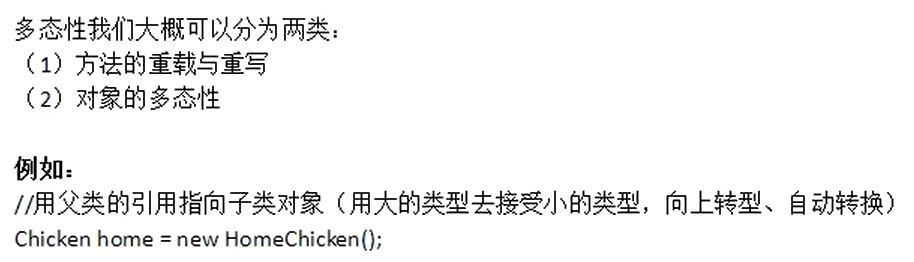 多态性我们大概可以分为两类：
（1）方法的重载与重写
（2）对象的多态性
例如：
//用父类的引用指向子类对象（用大的类型去接受小的类型，向上转型、自动转换）
Chicken home = new HomeChicken();